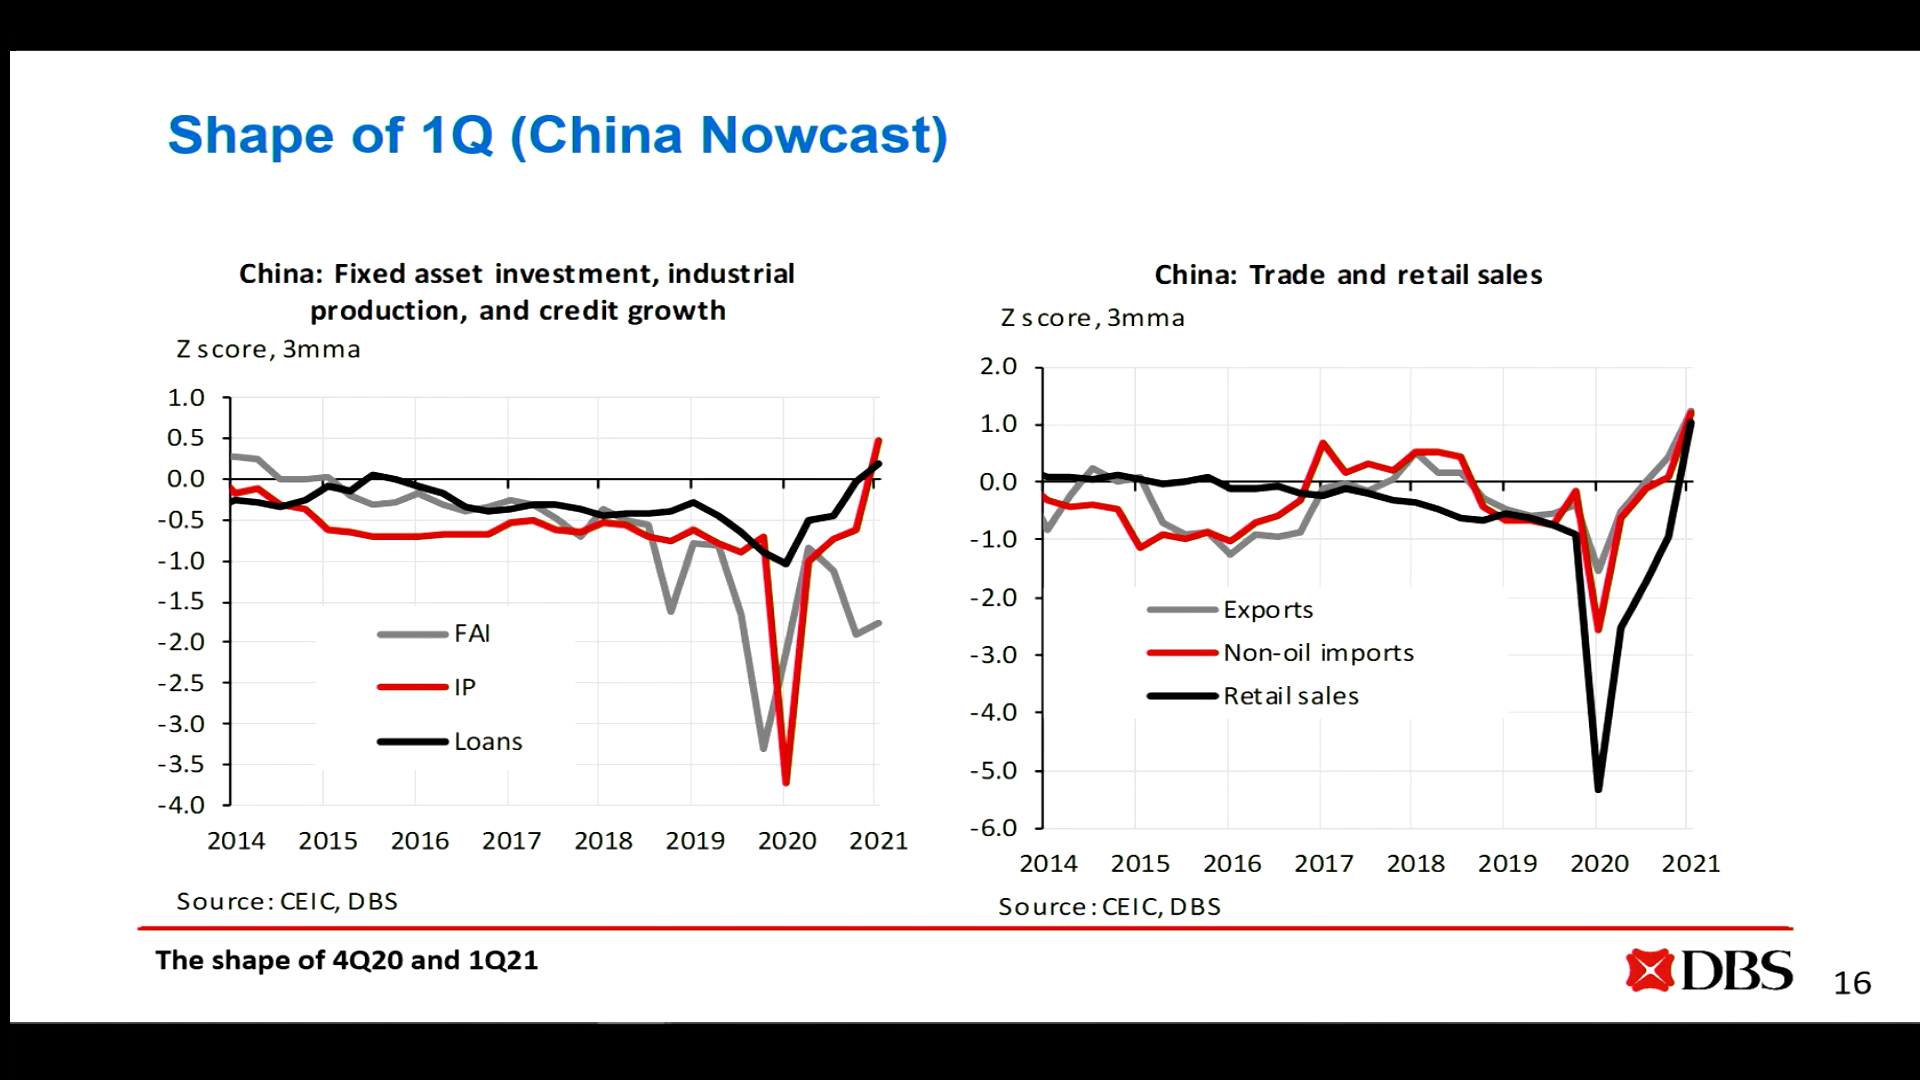 Shape of 1Q (China Nowcast)
China: Fixed asset investment, industrial
production, and credit growth
Z score, 3mma
1.0
0.5
0.0
-0.5
-1.0
-1.5
-2.0
-2.5
-3.0
-3.5
-4.0
FAI
IP
Loans
2014 2015 2016 2017 2018 2019 2020 2021
Source: CEIC, DBS
China: Trade and retail sales
Z score, 3mma
2.0
1.0
0.0
-1.0
-2.0
-3.0
-4.0
-5.0
-6.0
Exports
Non-oil imports
Retail sales
2014 2015 2016 2017 2018 2019 2020 2021
Source: CEIC, DBS
The shape of 4Q20 and 1Q21
DBS
16